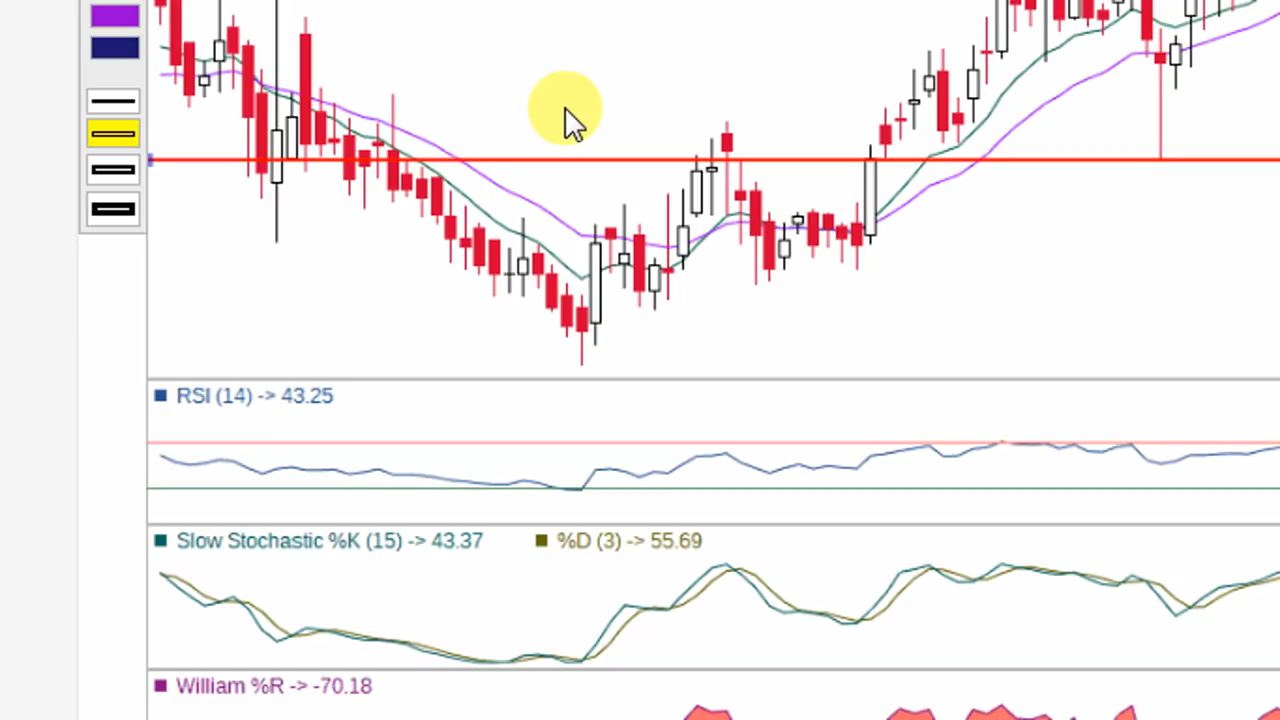 RSI (14) -> 43.25
Slow Stochastic %K (15) -> 43.37 %D (3) -> 55.69
William %R -> -70.18